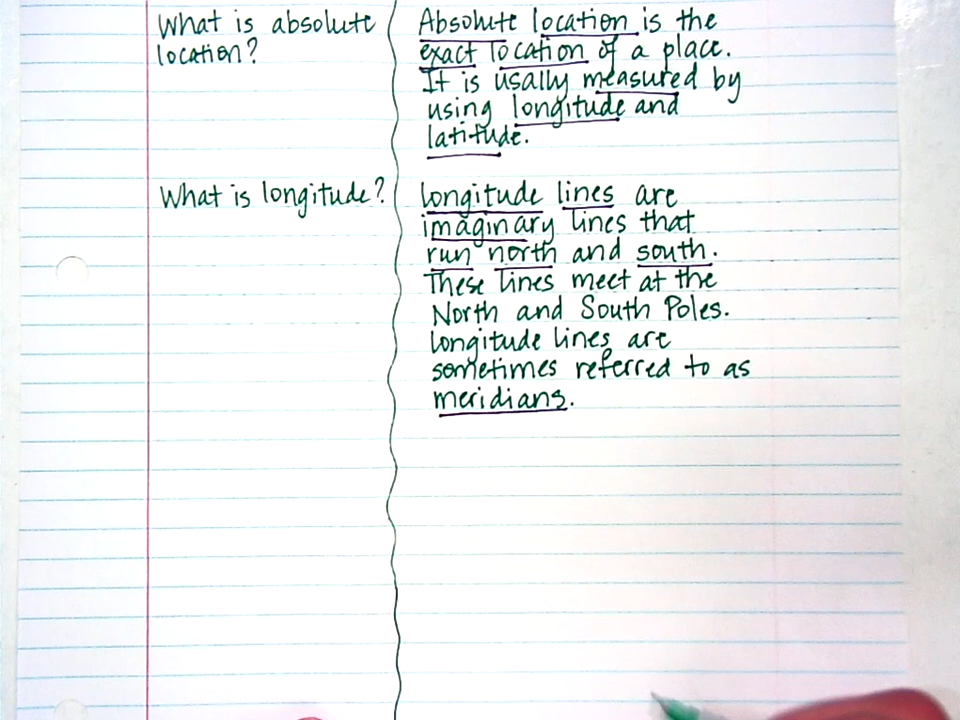 What is absolute
location?
Absolute location is the
exact location of a place.
It is usally measured by
using longitude and
latitude.
What is longitude?
Longitude lines are
imaginary lines that
run north and south.
These lines meet at the
North and South Poles.
Longitude lines are
sometimes referred to as
meridians.